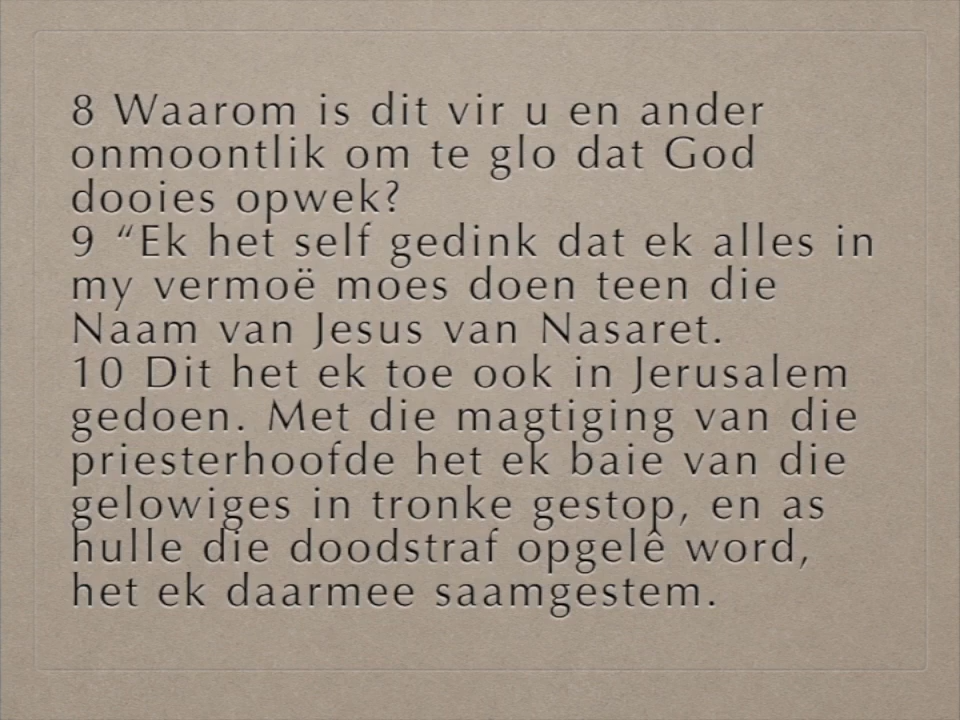 8 Waarom is dit vir u en ander
onmoontlik om te glo dat God
dooies opwek?
9 “Ek het self gedink dat ek alles in
my vermoë moes doen teen die
Naam van Jesus van Nasaret.
10 Dit het ek toe ook in Jerusalem
gedoen. Met die magtiging van die
priesterhoofde het ek baie van die
gelowiges in tronke gestop, en as
hulle die doodstraf opgelê word,
het ek daarmee saamgestem.